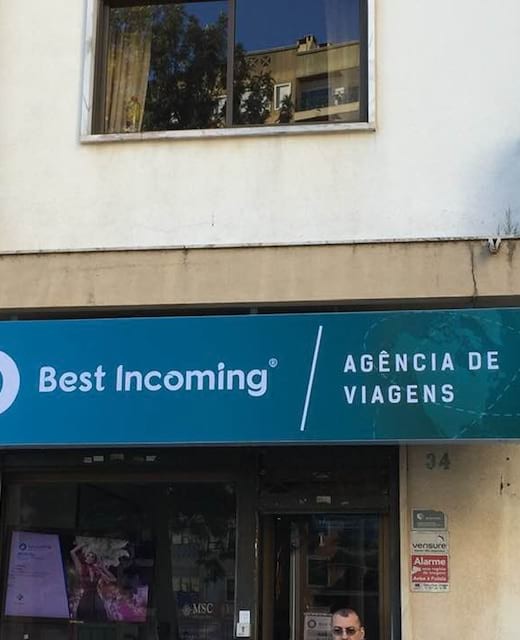 Best Incoming®
AGÊNCIA DE
VIAGENS
34
verisure
Alarme
MSC